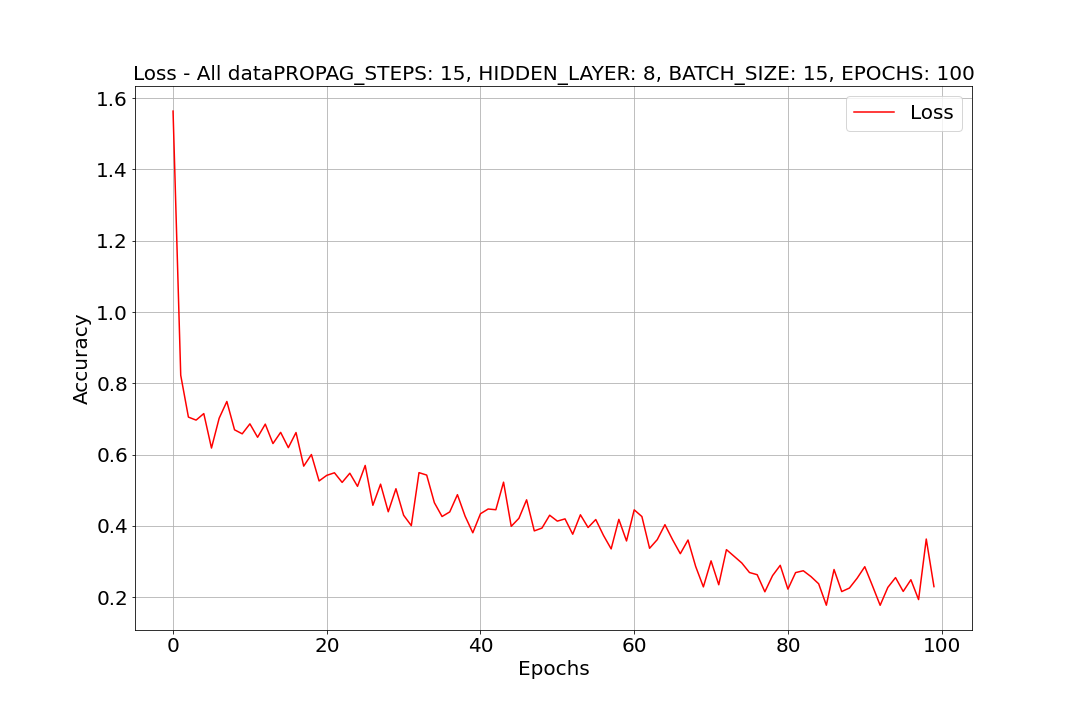 Loss - All dataPROPAG_STEPS: 15, HIDDEN_LAYER: 8, BATCH_SIZE: 15, EPOCHS: 100
Loss
Accuracy
1.6
1.4
1.2
1.0
0.8
0.6
0.4
0.2
0 20 40 60 80 100
Epochs